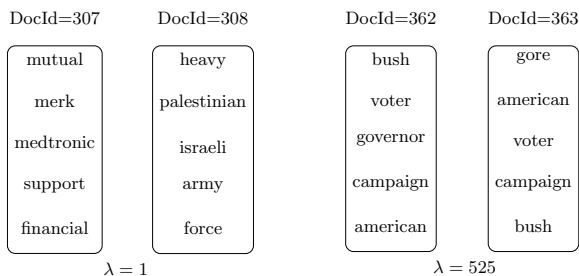 DocId=307
mutual
merk
medtronic
support
financial
DocId=308
heavy
palestinian
israeli
army
force
λ = 1
DocId=362
bush
voter
governor
campaign
american
DocId=363
gore
american
voter
campaign
bush
λ = 525